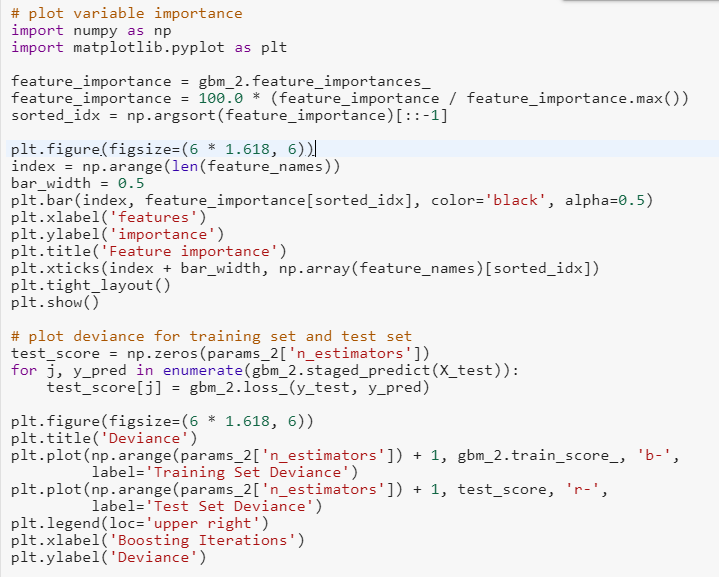 # plot variable importance
import numpy as np
import matplotlib.pyplot as plt

feature_importance = gbm_2.feature_importances_
feature_importance = 100.0 * (feature_importance / feature_importance.max())
sorted_idx = np.argsort(feature_importance)[::-1]

plt.figure(figsize=(6 * 1.618, 6))
index = np.arange(len(feature_names))
bar_width = 0.5
plt.bar(index, feature_importance[sorted_idx], color='black', alpha=0.5)
plt.xlabel('features')
plt.ylabel('importance')
plt.title('Feature importance')
plt.xticks(index + bar_width, np.array(feature_names)[sorted_idx])
plt.tight_layout()
plt.show()

# plot deviance for training set and test set
test_score = np.zeros(params_2['n_estimators'])
for j, y_pred in enumerate(gbm_2.staged_predict(X_test)):
    test_score[j] = gbm_2.loss_(y_test, y_pred)

plt.figure(figsize=(6 * 1.618, 6))
plt.title('Deviance')
plt.plot(np.arange(params_2['n_estimators']) + 1, gbm_2.train_score_, 'b-',
         label='Training Set Deviance')
plt.plot(np.arange(params_2['n_estimators']) + 1, test_score, 'r-',
         label='Test Set Deviance')
plt.legend(loc='upper right')
plt.xlabel('Boosting Iterations')
plt.ylabel('Deviance')